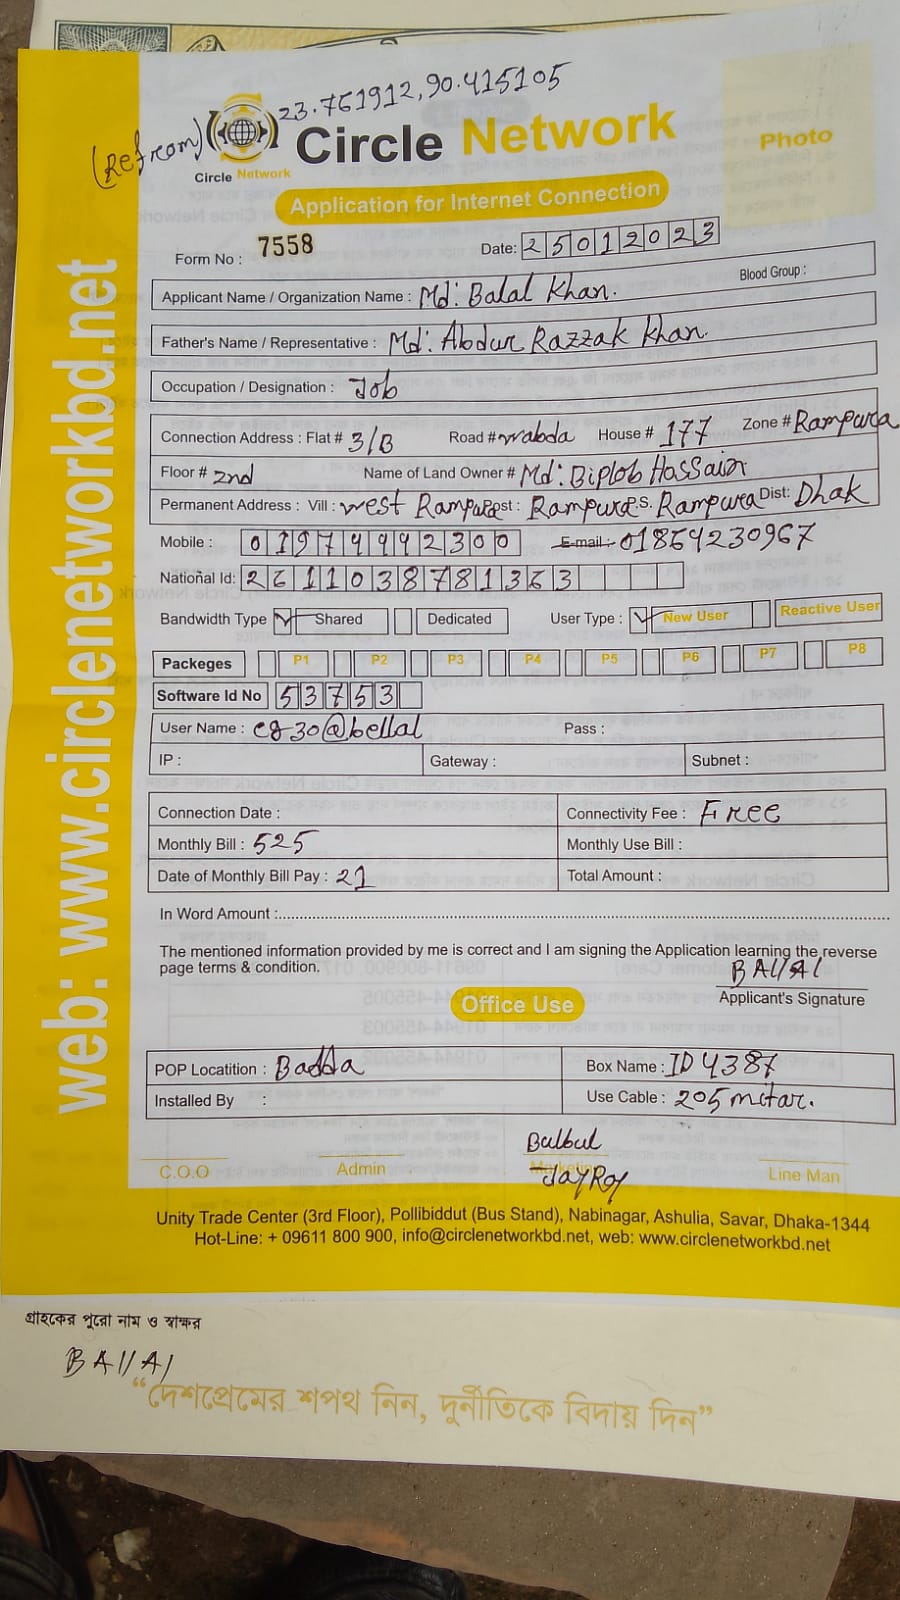 23.761912,90.415105
(Refrom)
Circle Network
Circle Network
Photo
Application for Internet Connection
Form No : 7558
Date: 25012023
Blood Group :
Applicant Name / Organization Name : Md: Balal Khan.
Father's Name / Representative : Md: Abdur Razzak Khan.
Occupation / Designation : Job
Connection Address : Flat # 3/B Road # wabda House # 177 Zone # Rampura
Floor # 2nd Name of Land Owner # Md: Biplob Hassain
Permanent Address : Vill : west Rampura Post : Rampura P.S. Rampura Dist: Dhak
Mobile : 01974992300 E-mail :- 01864230967
National Id: 2611038781363
Bandwidth Type Shared Dedicated User Type : New User Reactive User
Packeges P1 P2 P3 P4 P5 P6 P7 P8
Software Id No 53753
User Name : cg30@bellal Pass :
IP : Gateway : Subnet :
Connection Date : Connectivity Fee : Free
Monthly Bill : 525 Monthly Use Bill :
Date of Monthly Bill Pay : 21 Total Amount :
In Word Amount :
The mentioned information provided by me is correct and I am signing the Application learning the reverse
page terms & condition.
BAllAl
Applicant's Signature
Office Use
POP Locatition : Badda Box Name : ID 4387
Installed By : Use Cable : 205 mitar.
Balbul
C.O.O Admin Line Man
JayRoy
Unity Trade Center (3rd Floor), Pollibiddut (Bus Stand), Nabinagar, Ashulia, Savar, Dhaka-1344
Hot-Line: + 09611 800 900, info@circlenetworkbd.net, web: www.circlenetworkbd.net
web: www.circlenetworkbd.net
গ্রাহকের পুরো নাম ও স্বাক্ষর
BAllAl
“দেশপ্রেমের শপথ নিন, দুর্নীতিকে বিদায় দিন”